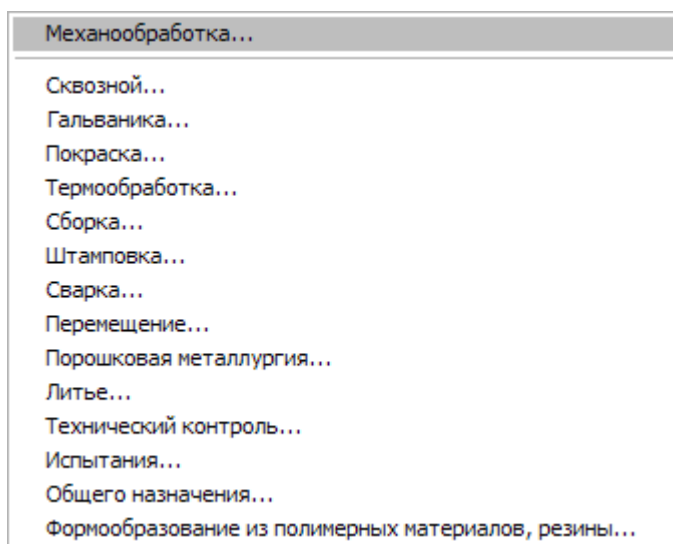 Механообработка...
Сквозной...
Гальваника...
Покраска...
Термообработка...
Сборка...
Штамповка...
Сварка...
Перемещение...
Порошковая металлургия...
Литье...
Технический контроль...
Испытания...
Общего назначения...
Формообразование из полимерных материалов, резины...